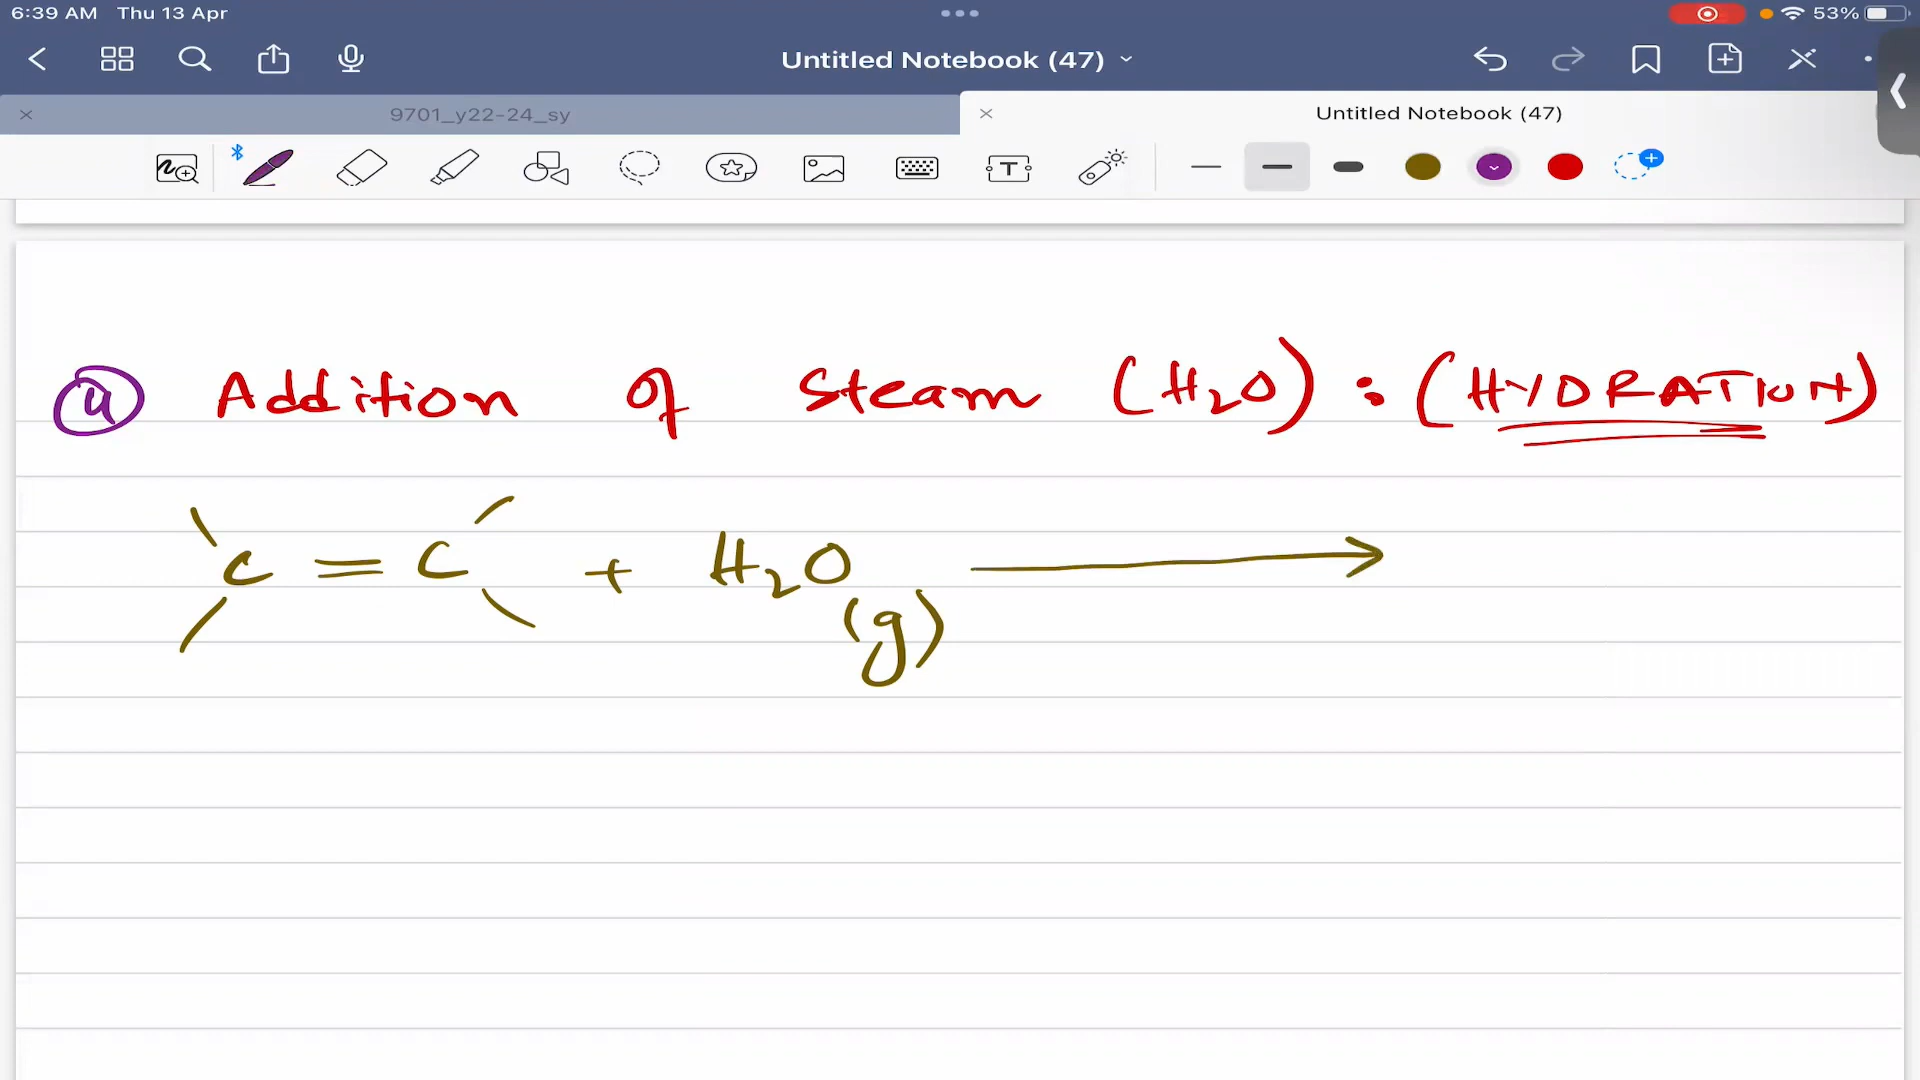 6:39 AM Thu 13 Apr
53%
Untitled Notebook (47)
9701_y22-24_sy
Untitled Notebook (47)
T
4 Addition of Steam (H₂O) : (HYDRATION)
C = C + H₂O
(g)